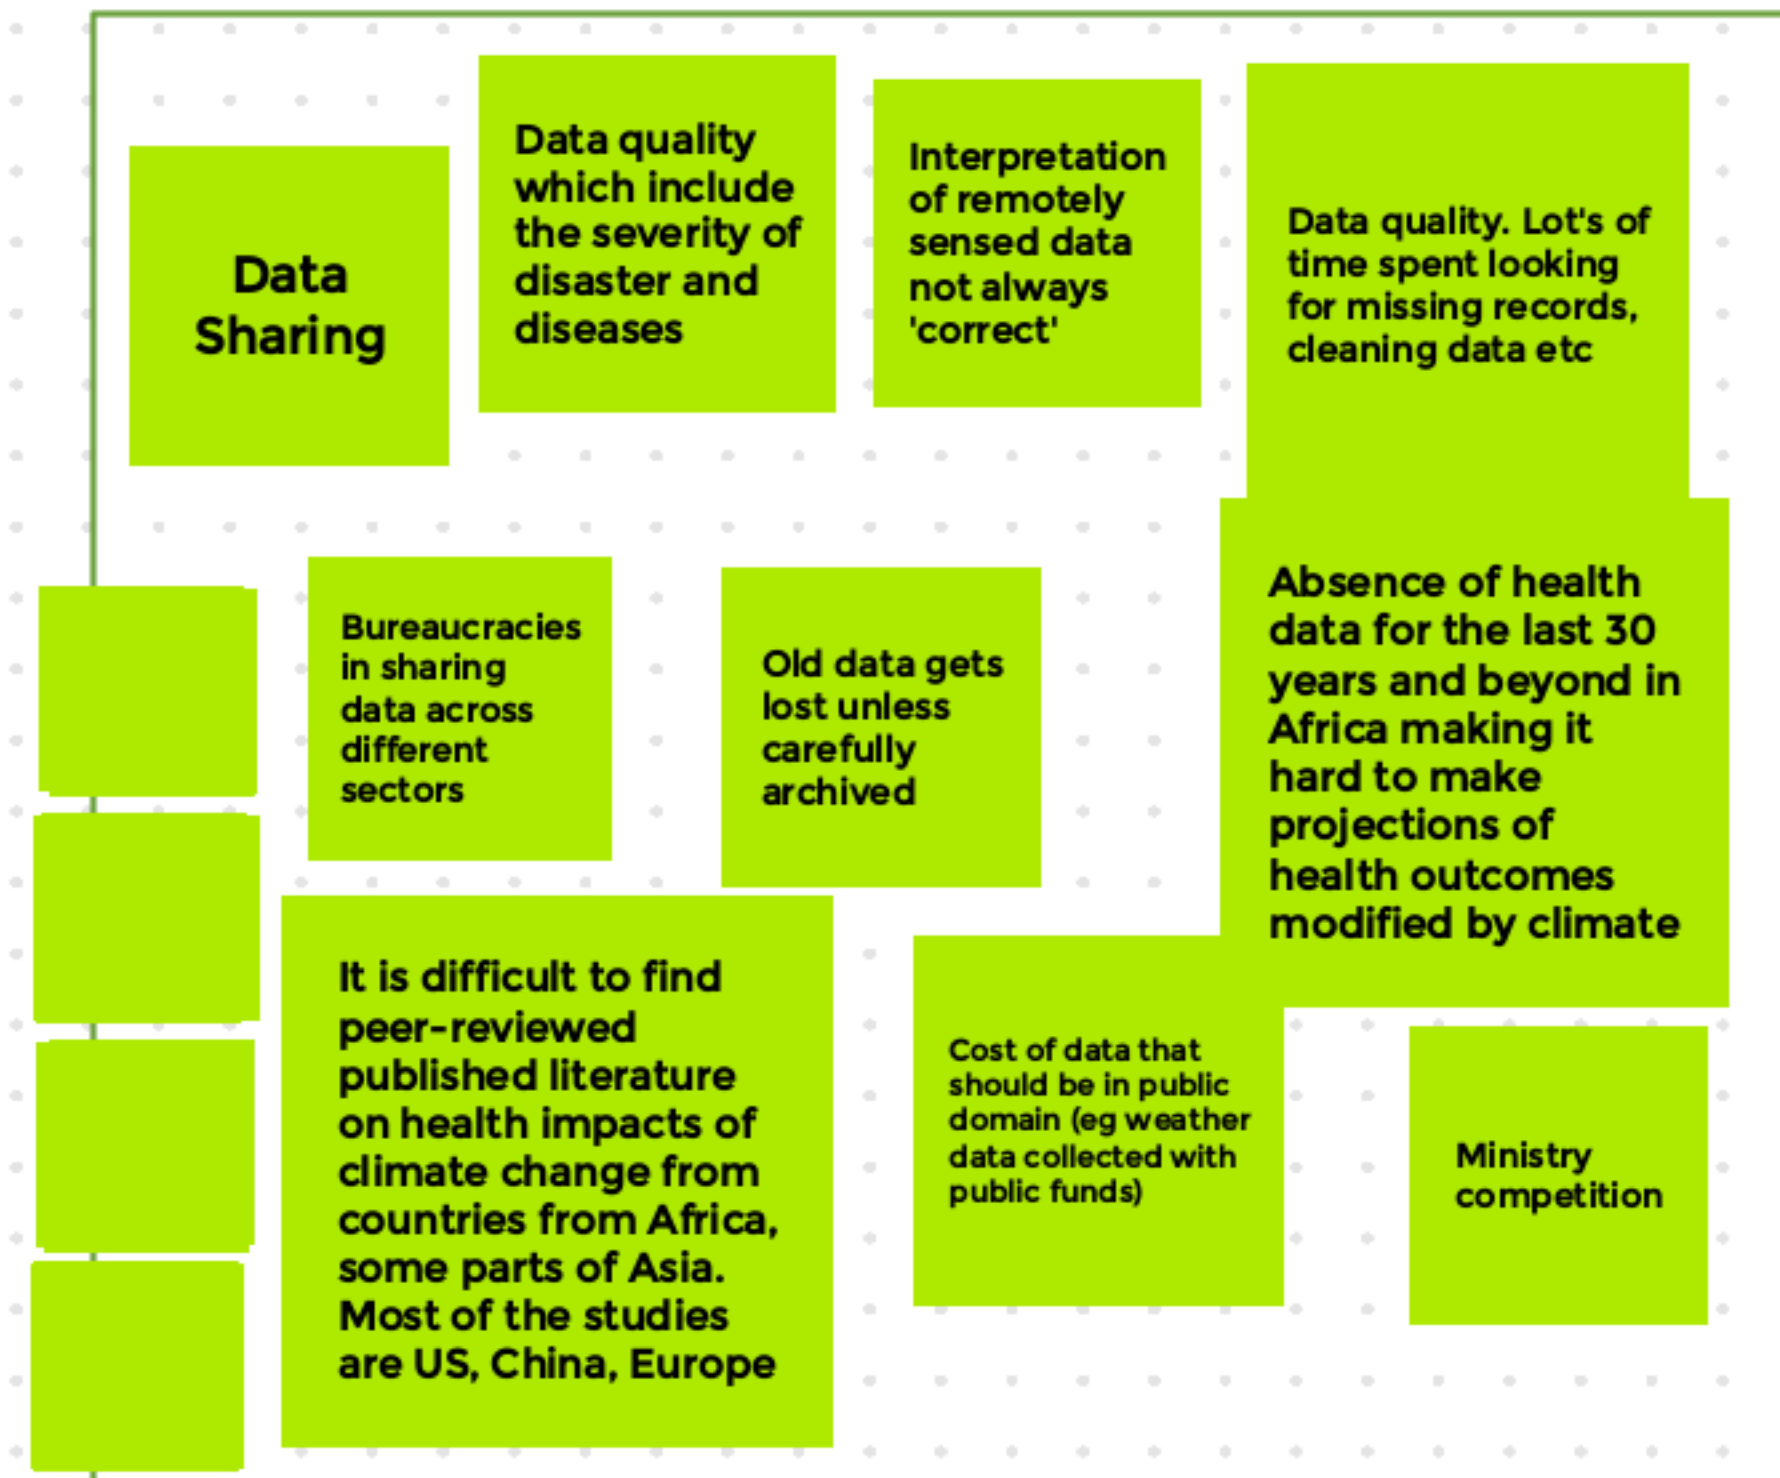 Data
Sharing
Data quality
which include
the severity of
disaster and
diseases
Interpretation
of remotely
sensed data
not always
'correct'
Data quality. Lot's of
time spent looking
for missing records,
cleaning data etc
Bureaucracies
in sharing
data across
different
sectors
Old data gets
lost unless
carefully
archived
Absence of health
data for the last 30
years and beyond in
Africa making it
hard to make
projections of
health outcomes
modified by climate
It is difficult to find
peer-reviewed
published literature
on health impacts of
climate change from
countries from Africa,
some parts of Asia.
Most of the studies
are US, China, Europe
Cost of data that
should be in public
domain (eg weather
data collected with
public funds)
Ministry
competition